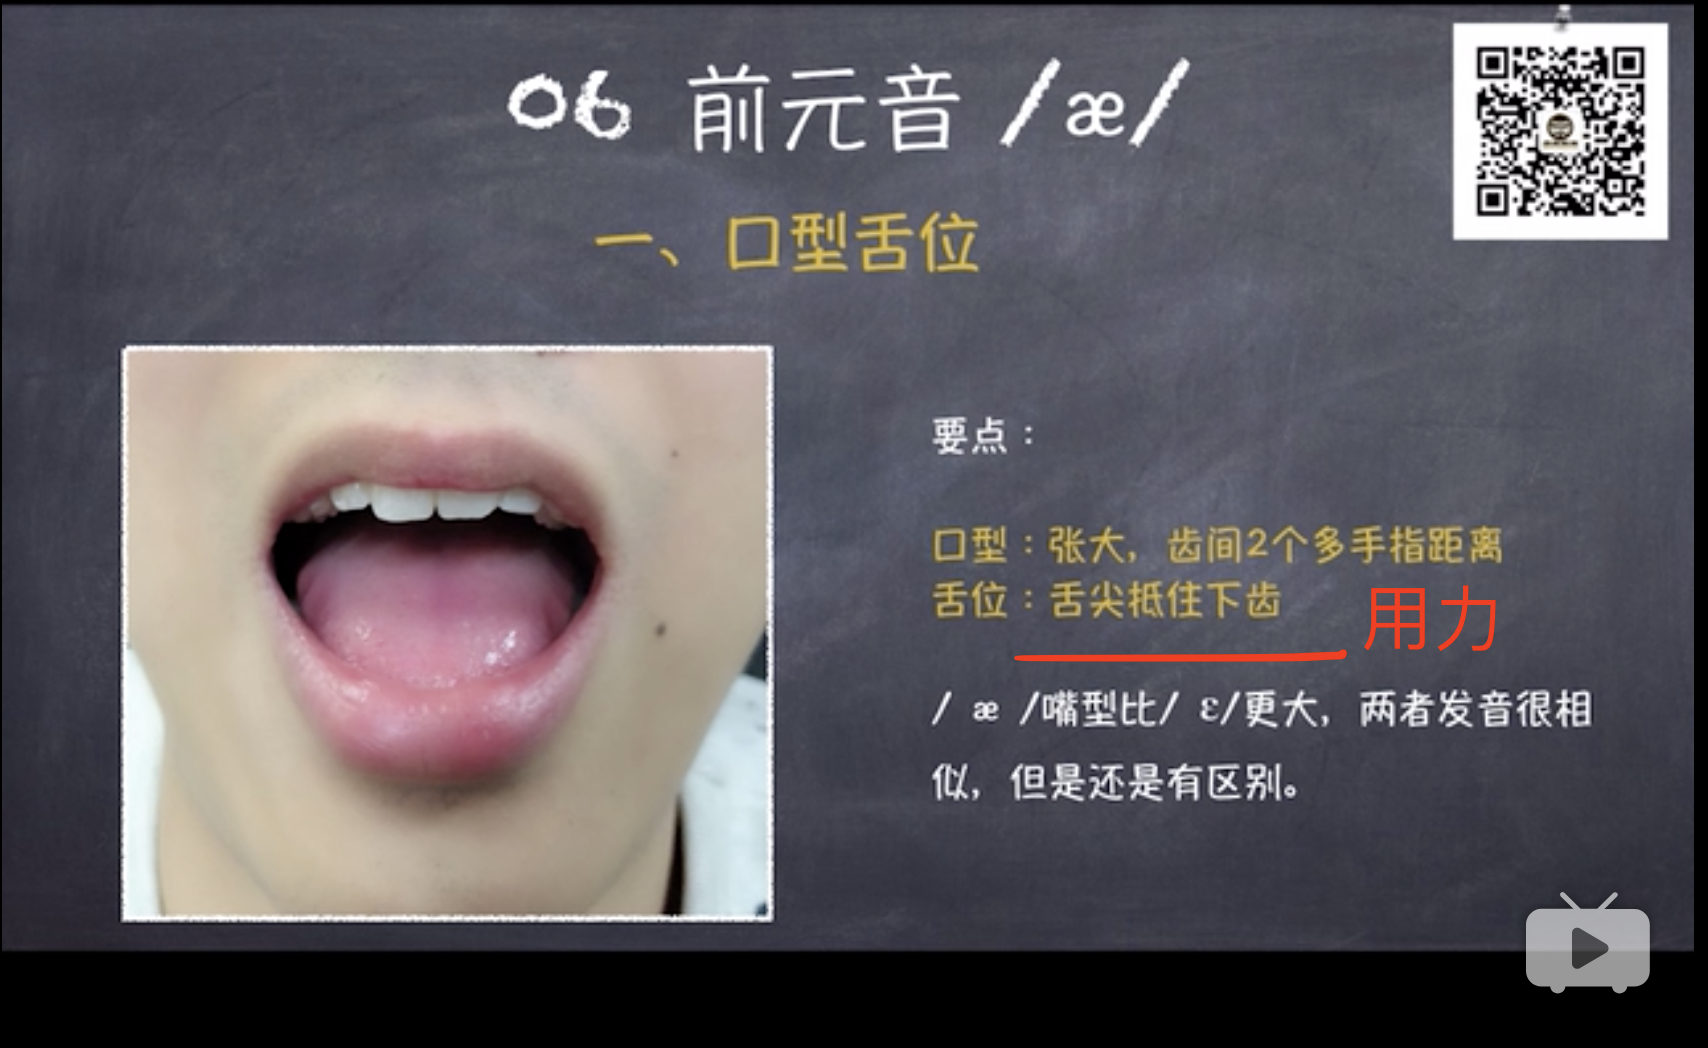 06 前元音 /æ/
一、口型舌位
要点：
口型：张大，齿间2个多手指距离
舌位：舌尖抵住下齿
用力
/ æ /嘴型比/ ε/更大，两者发音很相
似，但是还是有区别。